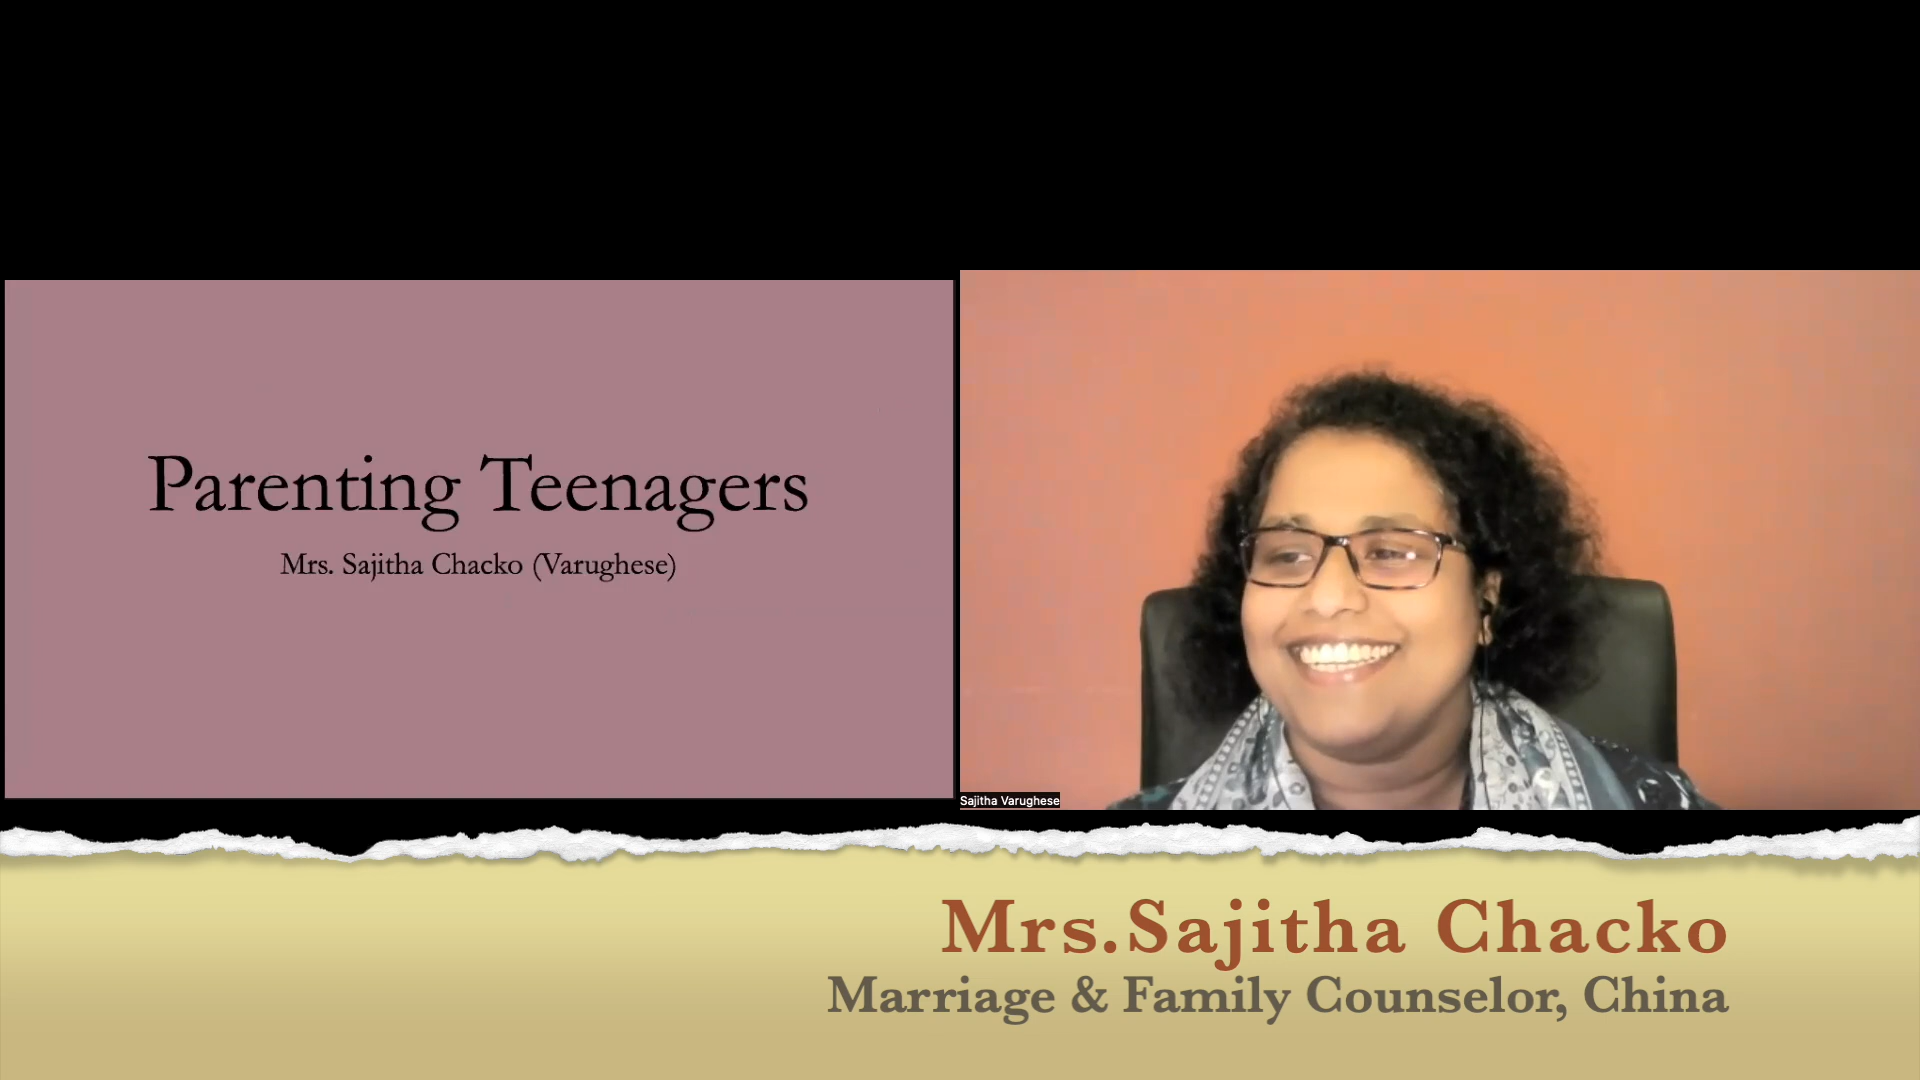 Parenting Teenagers
Mrs. Sajitha Chacko (Varughese)
Sajitha Varughese
Mrs.Sajitha Chacko
Marriage & Family Counselor, China